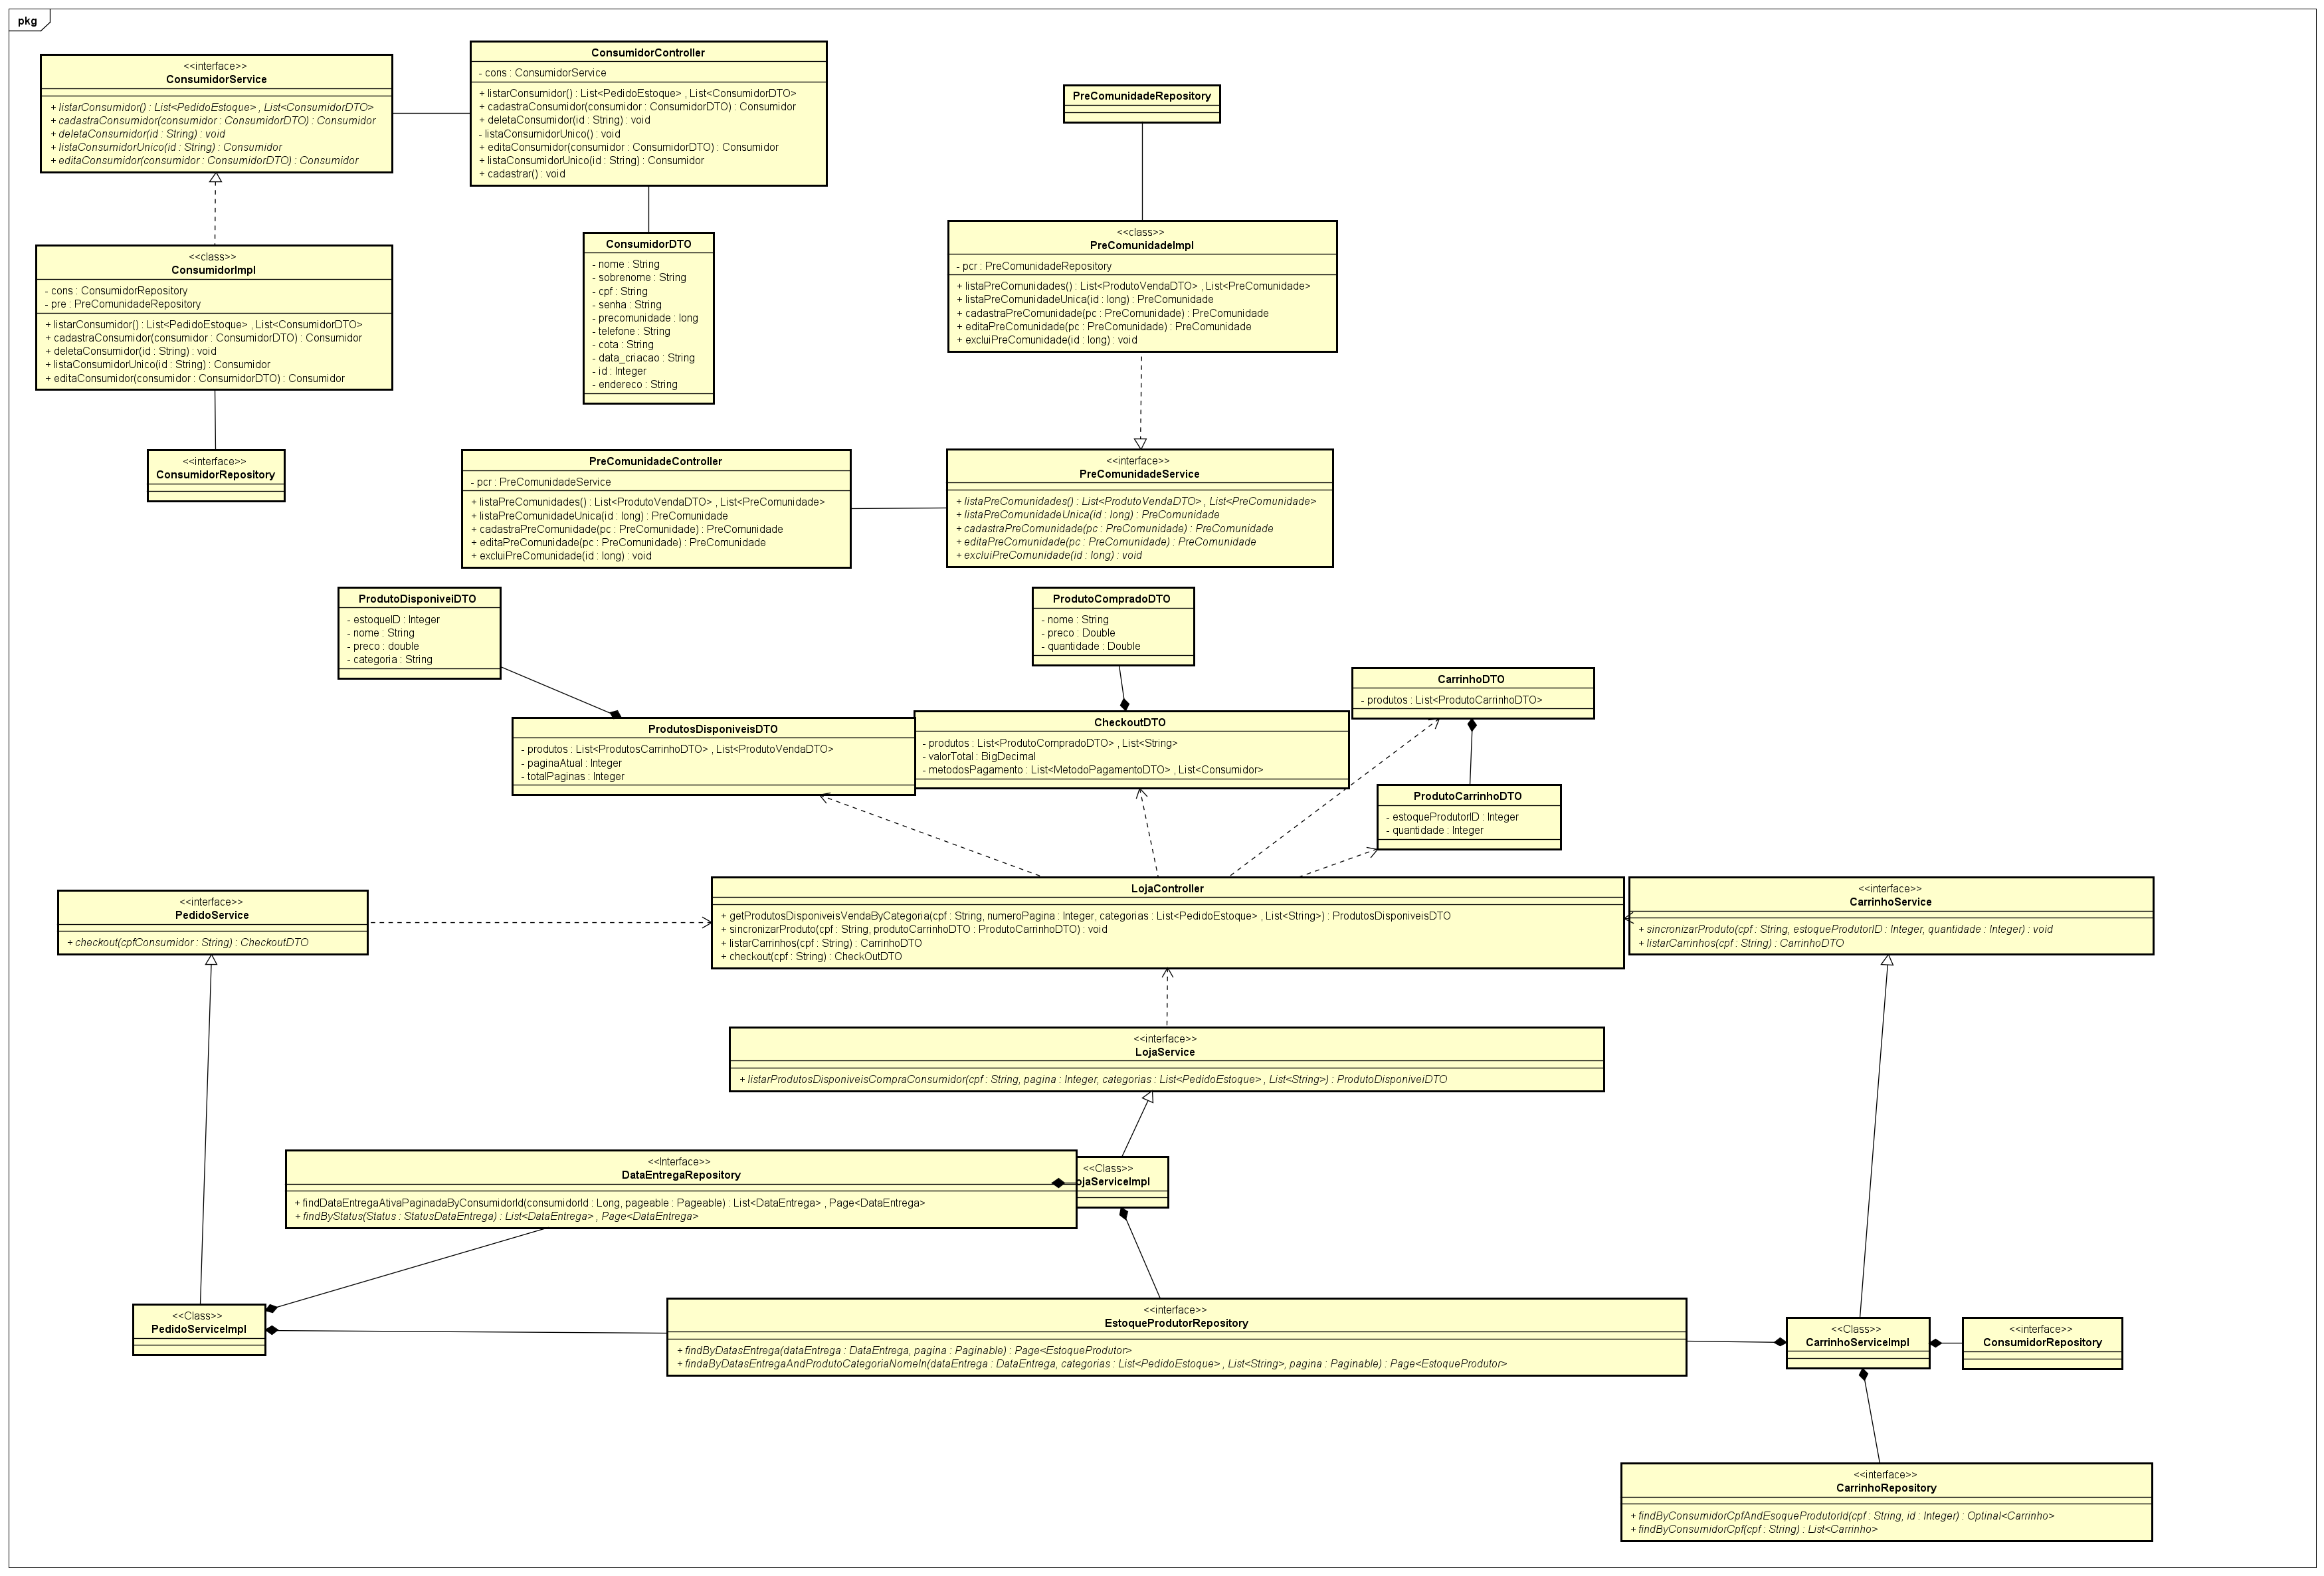 pkg
<<interface>>
ConsumidorService
+ listarConsumidor() : List<PedidoEstoque> , List<ConsumidorDTO>
+ cadastraConsumidor(consumidor : ConsumidorDTO) : Consumidor
+ deletaConsumidor(id : String) : void
+ listaConsumidorUnico(id : String) : Consumidor
+ editaConsumidor(consumidor : ConsumidorDTO) : Consumidor
ConsumidorController
- cons : ConsumidorService
+ listarConsumidor() : List<PedidoEstoque> , List<ConsumidorDTO>
+ cadastraConsumidor(consumidor : ConsumidorDTO) : Consumidor
+ deletaConsumidor(id : String) : void
- listaConsumidorUnico() : void
+ editaConsumidor(consumidor : ConsumidorDTO) : Consumidor
+ listaConsumidorUnico(id : String) : Consumidor
+ cadastrar() : void
PreComunidadeRepository
<<class>>
ConsumidorImpl
- cons : ConsumidorRepository
- pre : PreComunidadeRepository
+ listarConsumidor() : List<PedidoEstoque> , List<ConsumidorDTO>
+ cadastraConsumidor(consumidor : ConsumidorDTO) : Consumidor
+ deletaConsumidor(id : String) : void
+ listaConsumidorUnico(id : String) : Consumidor
+ editaConsumidor(consumidor : ConsumidorDTO) : Consumidor
ConsumidorDTO
- nome : String
- sobrenome : String
- cpf : String
- senha : String
- precomunidade : long
- telefone : String
- cota : String
- data_criacao : String
- id : Integer
- endereco : String
<<class>>
PreComunidadeImpl
- pcr : PreComunidadeRepository
+ listaPreComunidades() : List<ProdutoVendaDTO> , List<PreComunidade>
+ listaPreComunidadeUnica(id : long) : PreComunidade
+ cadastraPreComunidade(pc : PreComunidade) : PreComunidade
+ editaPreComunidade(pc : PreComunidade) : PreComunidade
+ excluiPreComunidade(id : long) : void
<<interface>>
ConsumidorRepository
PreComunidadeController
- pcr : PreComunidadeService
+ listaPreComunidades() : List<ProdutoVendaDTO> , List<PreComunidade>
+ listaPreComunidadeUnica(id : long) : PreComunidade
+ cadastraPreComunidade(pc : PreComunidade) : PreComunidade
+ editaPreComunidade(pc : PreComunidade) : PreComunidade
+ excluiPreComunidade(id : long) : void
<<interface>>
PreComunidadeService
+ listaPreComunidades() : List<ProdutoVendaDTO> , List<PreComunidade>
+ listaPreComunidadeUnica(id : long) : PreComunidade
+ cadastraPreComunidade(pc : PreComunidade) : PreComunidade
+ editaPreComunidade(pc : PreComunidade) : PreComunidade
+ excluiPreComunidade(id : long) : void
ProdutoDisponiveiDTO
- estoqueID : Integer
- nome : String
- preco : double
- categoria : String
ProdutoCompradoDTO
- nome : String
- preco : Double
- quantidade : Double
CarrinhoDTO
- produtos : List<ProdutoCarrinhoDTO>
ProdutosDisponiveisDTO
- produtos : List<ProdutosCarrinhoDTO> , List<ProdutoVendaDTO>
- paginaAtual : Integer
- totalPaginas : Integer
CheckoutDTO
- produtos : List<ProdutoCompradoDTO> , List<String>
- valorTotal : BigDecimal
- metodosPagamento : List<MetodoPagamentoDTO> , List<Consumidor>
ProdutoCarrinhoDTO
- estoqueProdutorID : Integer
- quantidade : Integer
<<interface>>
PedidoService
+ checkout(cpfConsumidor : String) : CheckoutDTO
LojaController
+ getProdutosDisponiveisVendaByCategoria(cpf : String, numeroPagina : Integer, categorias : List<PedidoEstoque> , List<String>) : ProdutosDisponiveisDTO
+ sincronizarProduto(cpf : String, produtoCarrinhoDTO : ProdutoCarrinhoDTO) : void
+ listarCarrinhos(cpf : String) : CarrinhoDTO
+ checkout(cpf : String) : CheckOutDTO
<<interface>>
CarrinhoService
+ sincronizarProduto(cpf : String, estoqueProdutorID : Integer, quantidade : Integer) : void
+ listarCarrinhos(cpf : String) : CarrinhoDTO
<<interface>>
LojaService
+ listarProdutosDisponiveisCompraConsumidor(cpf : String, pagina : Integer, categorias : List<PedidoEstoque> , List<String>) : ProdutoDisponiveiDTO
<<Interface>>
DataEntregaRepository
+ findDataEntregaAtivaPaginadaByConsumidorId(consumidorId : Long, pageable : Pageable) : List<DataEntrega> , Page<DataEntrega>
+ findByStatus(Status : StatusDataEntrega) : List<DataEntrega> , Page<DataEntrega>
<<Class>>
ojaServiceImpl
<<Class>>
PedidoServiceImpl
<<interface>>
EstoqueProdutorRepository
+ findByDatasEntrega(dataEntrega : DataEntrega, pagina : Paginable) : Page<EstoqueProdutor>
+ findaByDatasEntregaAndProdutoCategoriaNomeIn(dataEntrega : DataEntrega, categorias : List<PedidoEstoque> , List<String>, pagina : Paginable) : Page<EstoqueProdutor>
<<Class>>
CarrinhoServiceImpl
<<interface>>
ConsumidorRepository
<<interface>>
CarrinhoRepository
+ findByConsumidorCpfAndEsoqueProdutorId(cpf : String, id : Integer) : Optinal<Carrinho>
+ findByConsumidorCpf(cpf : String) : List<Carrinho>